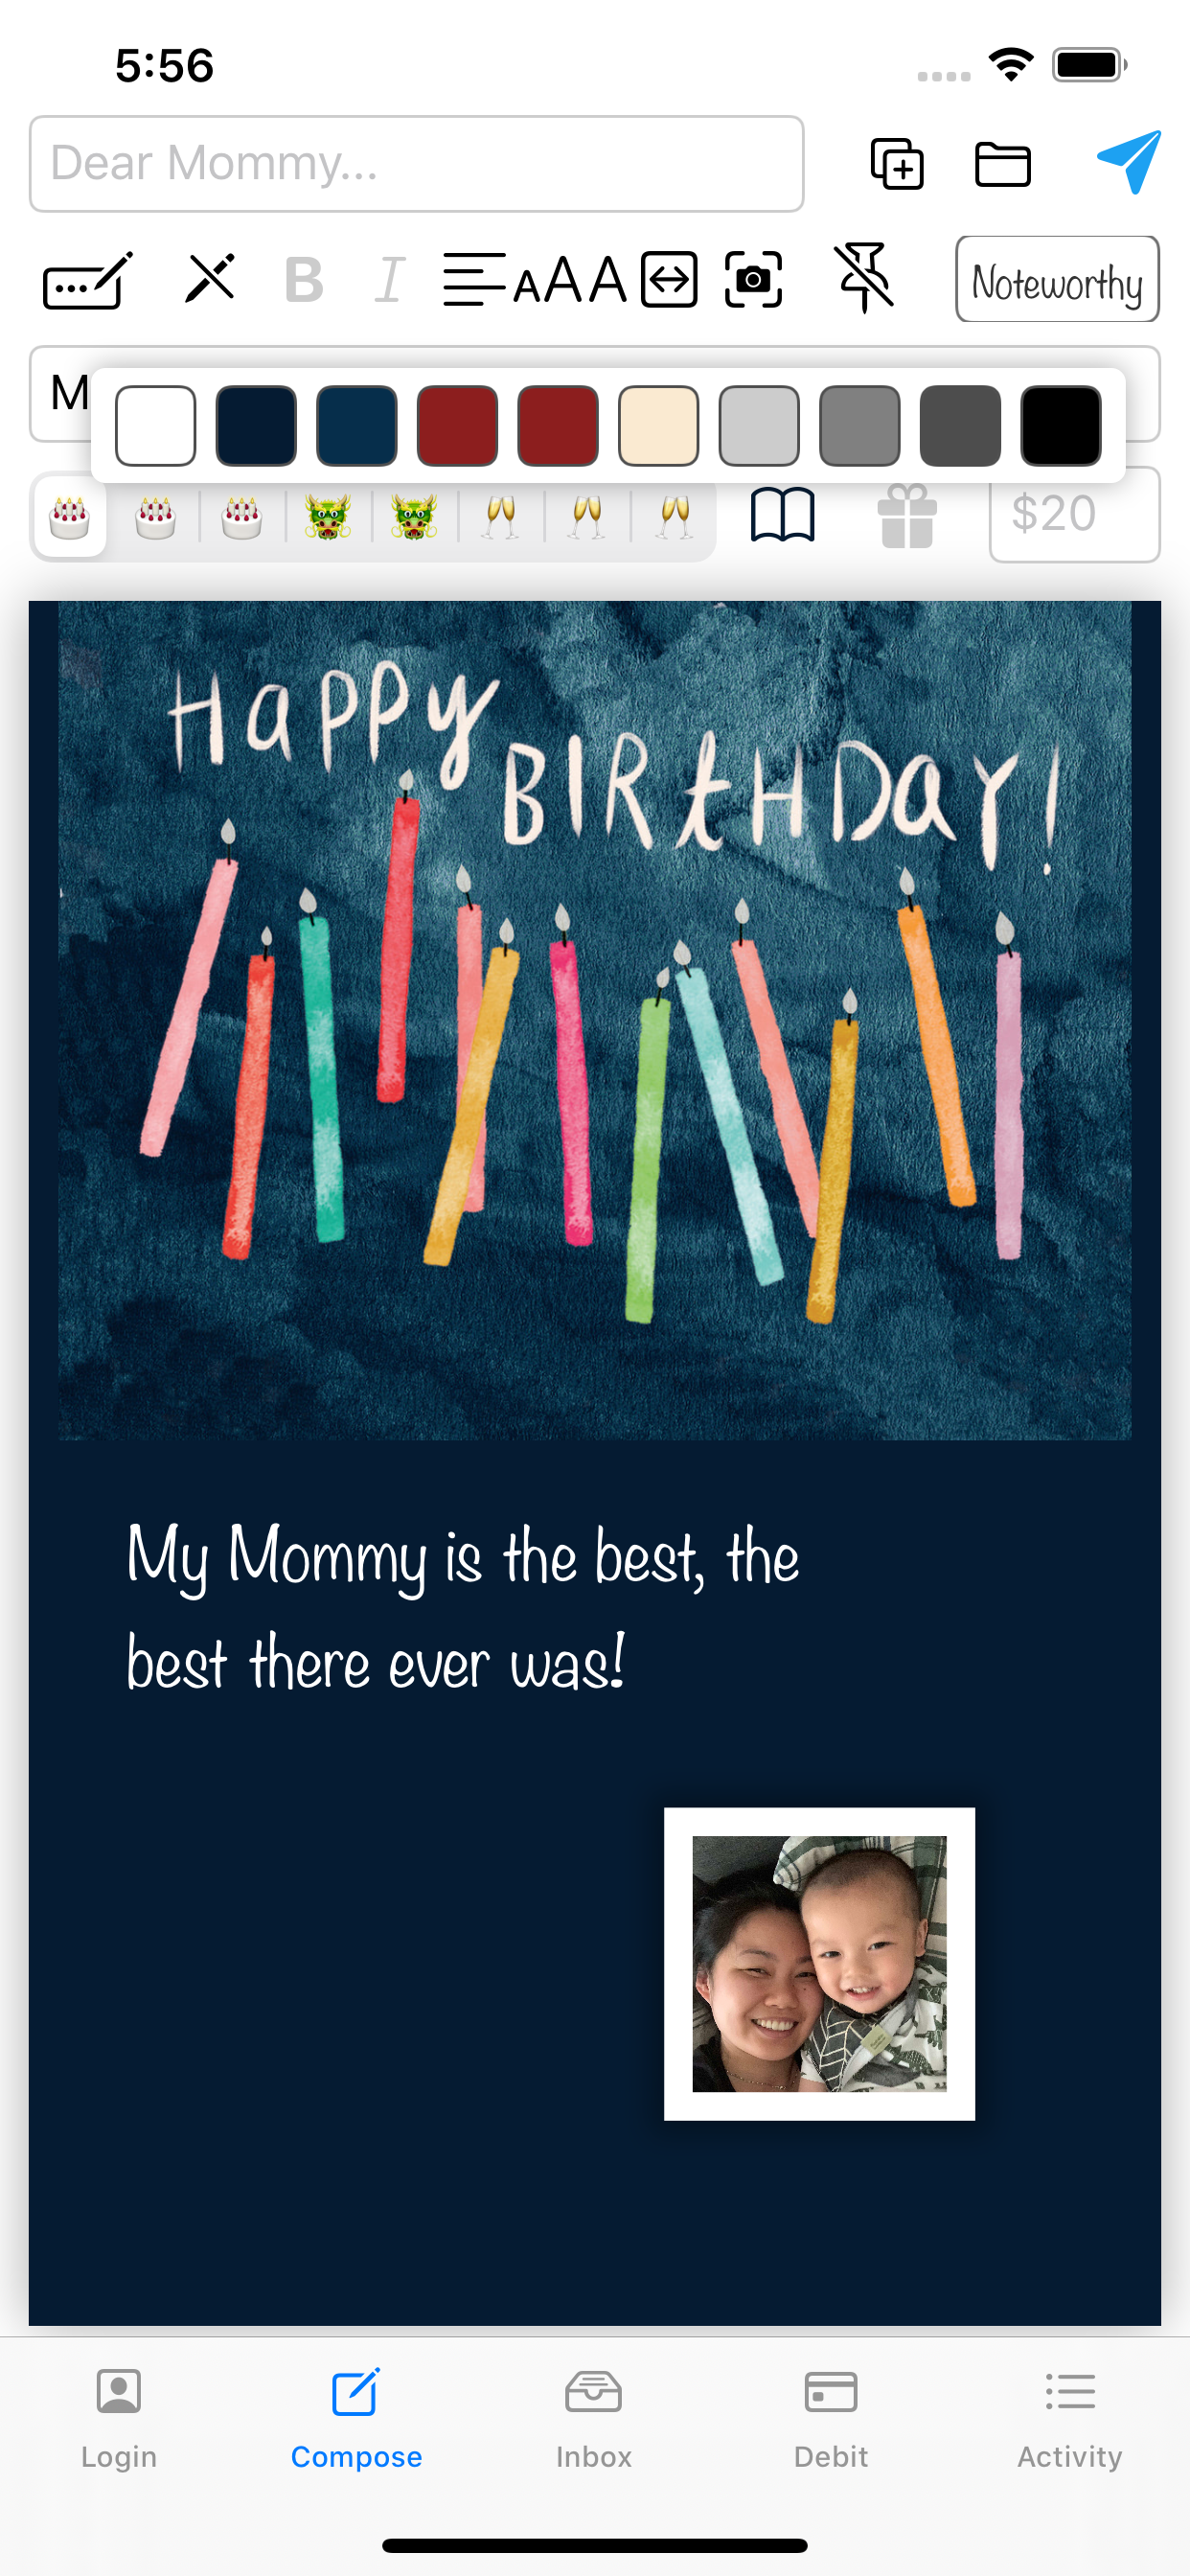 5:56
Dear Mommy...
B I AAA Noteworthy
M
$20
HaPPy
BIRtHDaY!
My Mommy is the best, the
best there ever was!
Login Compose Inbox Debit Activity